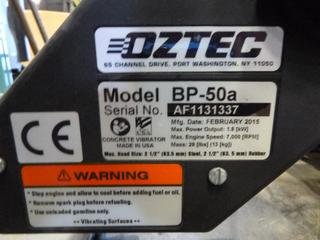 OZTEC
65 CHANNEL DRIVE, PORT WASHINGTON, NY 11050
Model BP-50a
Serial No. AF1131337
Mfg. Date: FEBRUARY 2015
Max. Power Output: 1.8 [kW]
Max. Engine Speed: 7,000 [RPM]
Mass: 29 [lbs] (13 [kg])
CE
CONCRETE VIBRATOR
MADE IN USA
Max. Head Size: 2 1/2" (63.5 mm) Steel, 2 1/2" (63.5 mm) Rubber
WARNING
• Stop engine and allow to cool before adding fuel or oil.
• Remove spark plug before refueling.
• Use unleaded gasoline only.
•• Vibrating Surfaces ••